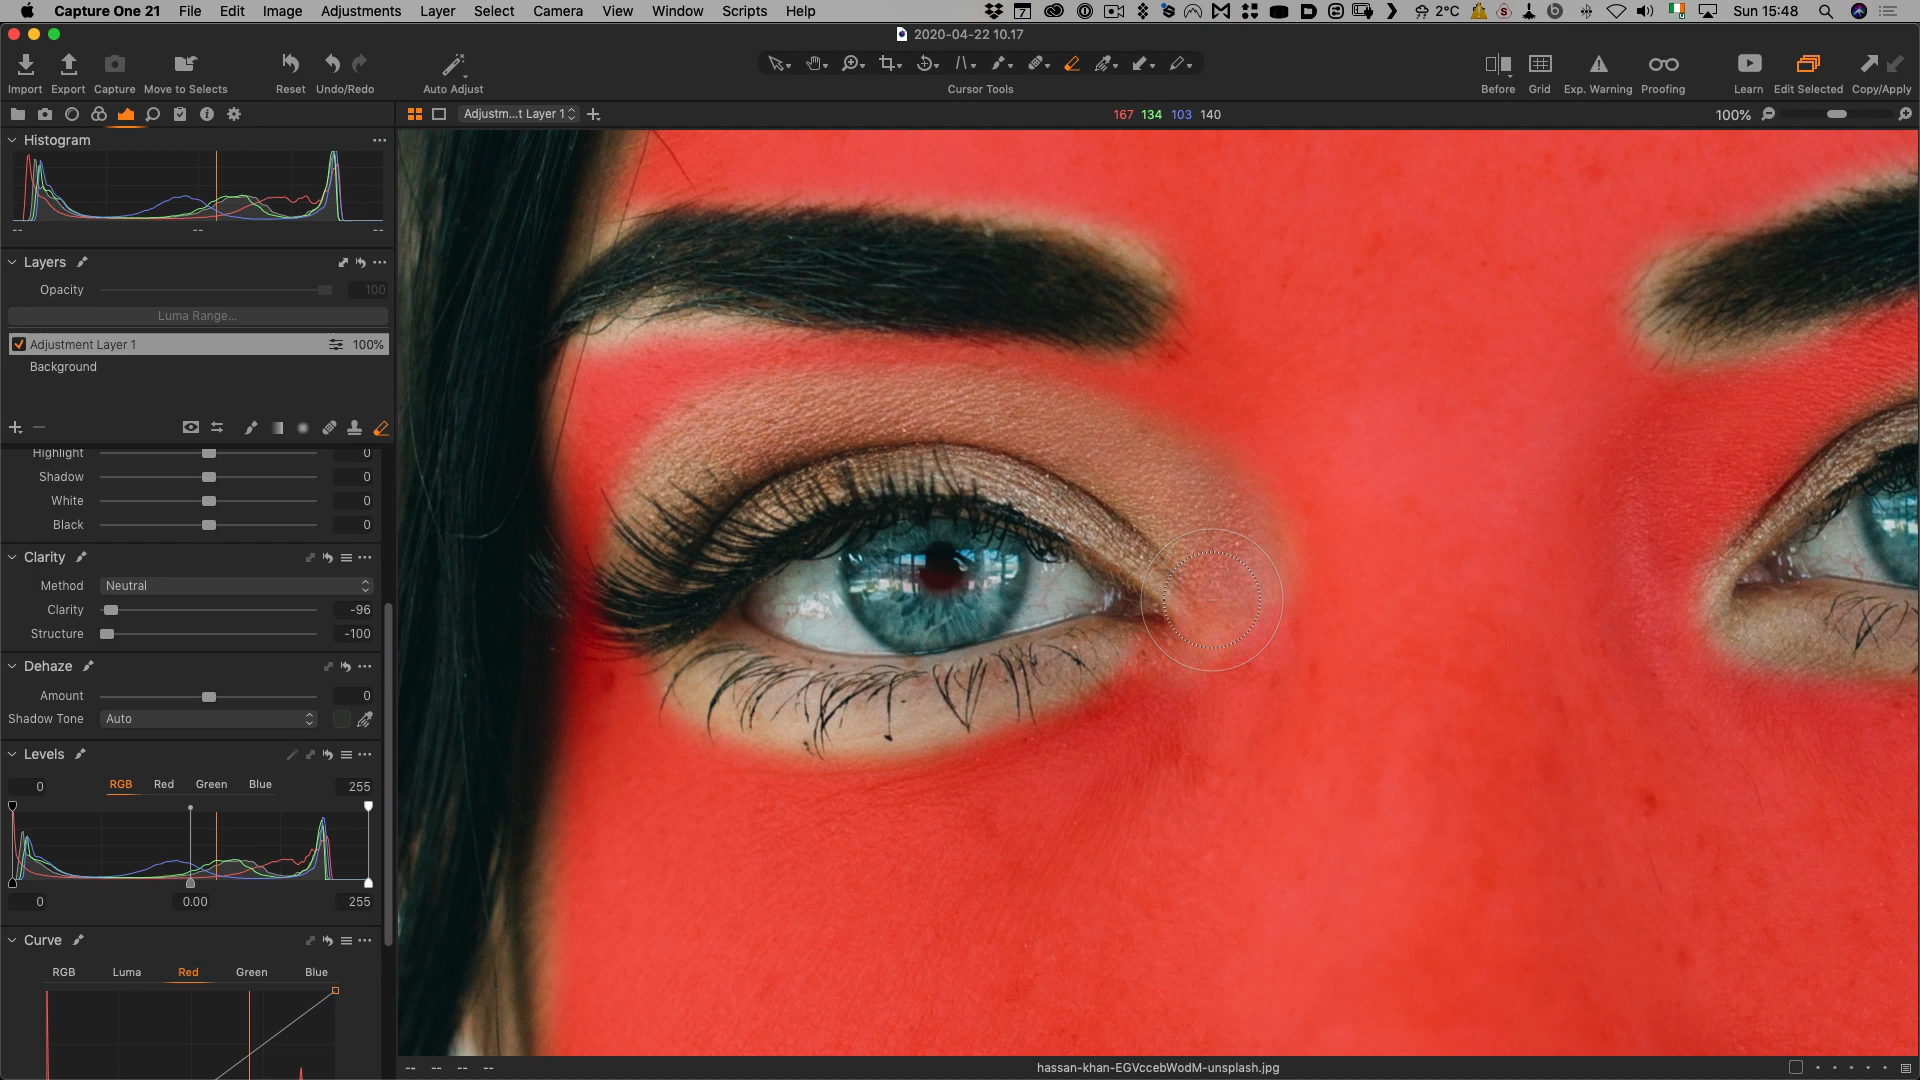 Capture One 21 File Edit Image Adjustments Layer Select Camera View Window Scripts Help 7 2°C Sun 15:48
2020-04-22 10.17
Import Export Capture Move to Selects Reset Undo/Redo Auto Adjust Cursor Tools Before Grid Exp. Warning Proofing Learn Edit Selected Copy/Apply
Adjustm...t Layer 1 167 134 103 140 100%
Histogram
-- -- --
Layers
Opacity 100
Luma Range...
Adjustment Layer 1 100%
Background
Highlight 0
Shadow 0
White 0
Black 0
Clarity
Method Neutral
Clarity -96
Structure -100
Dehaze
Amount 0
Shadow Tone Auto
Levels
0 RGB Red Green Blue 255
0 0.00 255
Curve
RGB Luma Red Green Blue
-- -- -- -- hassan-khan-EGVccebWodM-unsplash.jpg